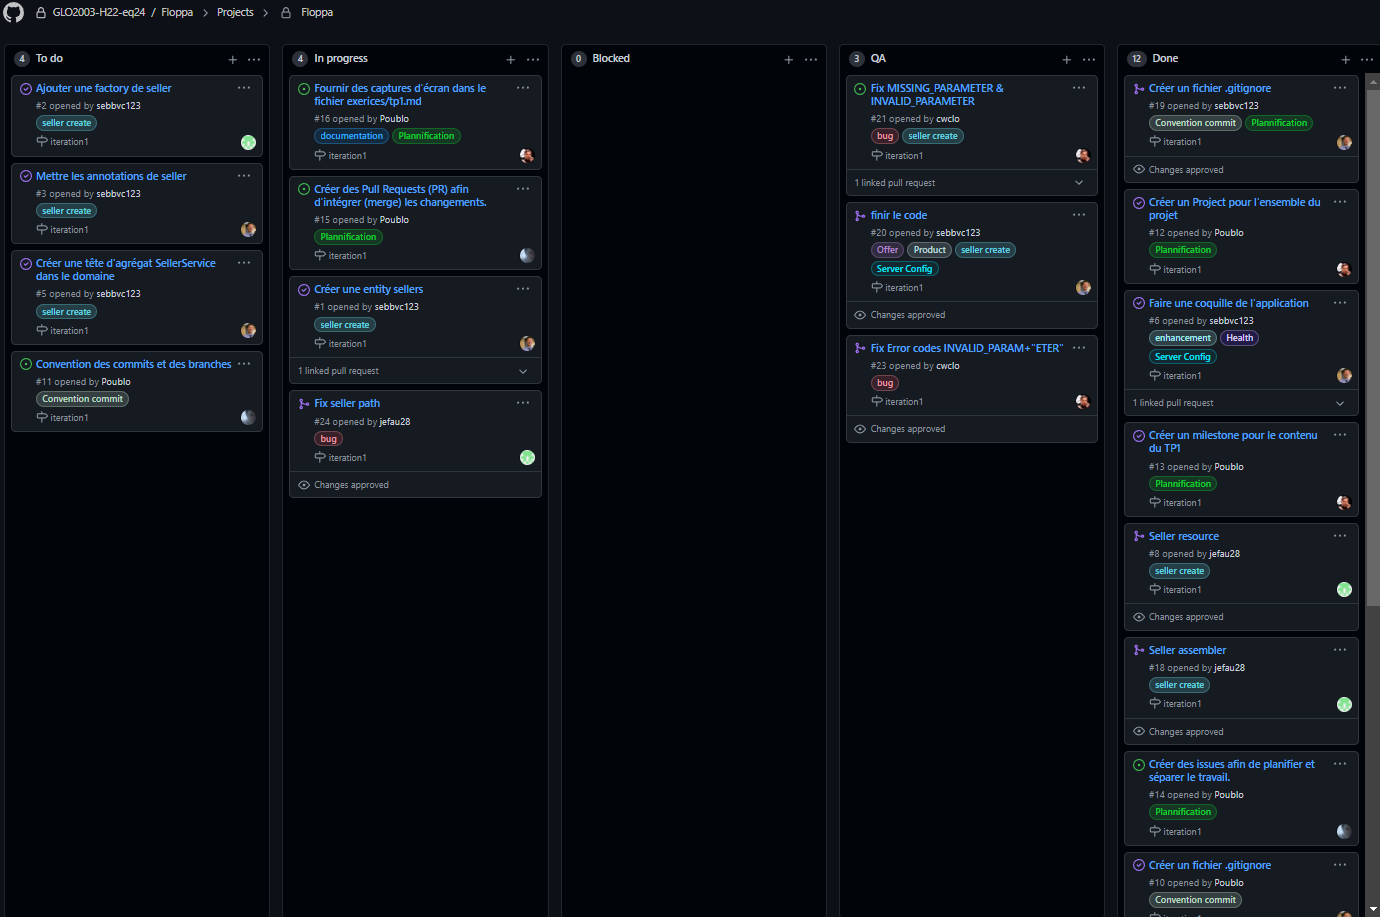 GLO2003-H22-eq24 / Floppa > Projects > Floppa
4 To do
Ajouter une factory de seller
#2 opened by sebbvc123
seller create
iteration1
Mettre les annotations de seller
#3 opened by sebbvc123
seller create
iteration1
Créer une tête d'agrégat SellerService
dans le domaine
#5 opened by sebbvc123
seller create
iteration1
Convention des commits et des branches
#11 opened by Poublo
Convention commit
iteration1
4 In progress
Fournir des captures d'écran dans le
fichier exerices/tp1.md
#16 opened by Poublo
documentation Plannification
iteration1
Créer des Pull Requests (PR) afin
d'intégrer (merge) les changements.
#15 opened by Poublo
Plannification
iteration1
Créer une entity sellers
#1 opened by sebbvc123
seller create
iteration1
1 linked pull request
Fix seller path
#24 opened by jefau28
bug
iteration1
Changes approved
0 Blocked
3 QA
Fix MISSING_PARAMETER &
INVALID_PARAMETER
#21 opened by cwclo
bug seller create
iteration1
1 linked pull request
finir le code
#20 opened by sebbvc123
Offer Product seller create
Server Config
iteration1
Changes approved
Fix Error codes INVALID_PARAM+"ETER"
#23 opened by cwclo
bug
iteration1
Changes approved
12 Done
Créer un fichier .gitignore
#19 opened by sebbvc123
Convention commit Plannification
iteration1
Changes approved
Créer un Project pour l'ensemble du
projet
#12 opened by Poublo
Plannification
iteration1
Faire une coquille de l'application
#6 opened by sebbvc123
enhancement Health
Server Config
iteration1
1 linked pull request
Créer un milestone pour le contenu
du TP1
#13 opened by Poublo
Plannification
iteration1
Seller resource
#8 opened by jefau28
seller create
iteration1
Changes approved
Seller assembler
#18 opened by jefau28
seller create
iteration1
Changes approved
Créer des issues afin de planifier et
séparer le travail.
#14 opened by Poublo
Plannification
iteration1
Créer un fichier .gitignore
#10 opened by Poublo
Convention commit